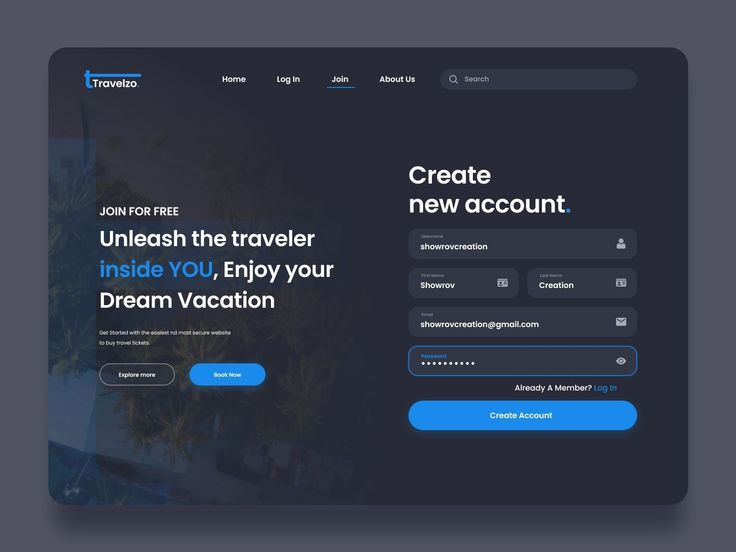 Travelzo.
Home
Log In
Join
About Us
Search
JOIN FOR FREE
Unleash the traveler
inside YOU, Enjoy your
Dream Vacation
Get Started with the easiest nd most secure website
to buy travel tickets.
Explore more
Book Now
Create
new account.
Username
showrovcreation
First Name
Last Name
Showrov
Creation
Email
showrovcreation@gmail.com
Password
••••••••••
Already A Member? Log In
Create Account